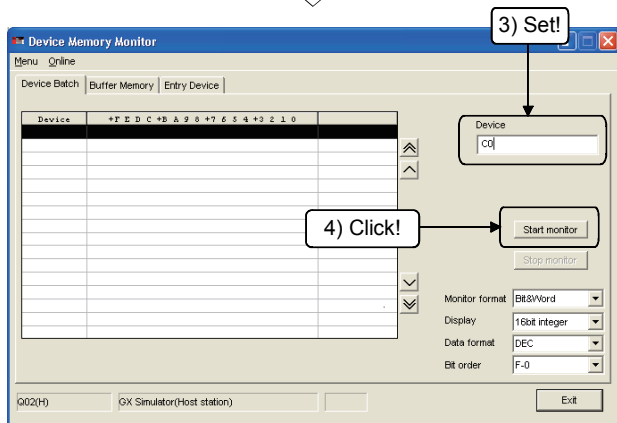 3) Set!
Device Memory Monitor
Menu Online
Device Batch Buffer Memory Entry Device
Device +F E D C +B A 9 8 +7 6 5 4 +3 2 1 0
Device
C0
4) Click!
Start monitor
Stop monitor
Monitor format Bit&Word
Display 16bit integer
Data format DEC
Bit order F-0
Q02(H) GX Simulator(Host station) Exit